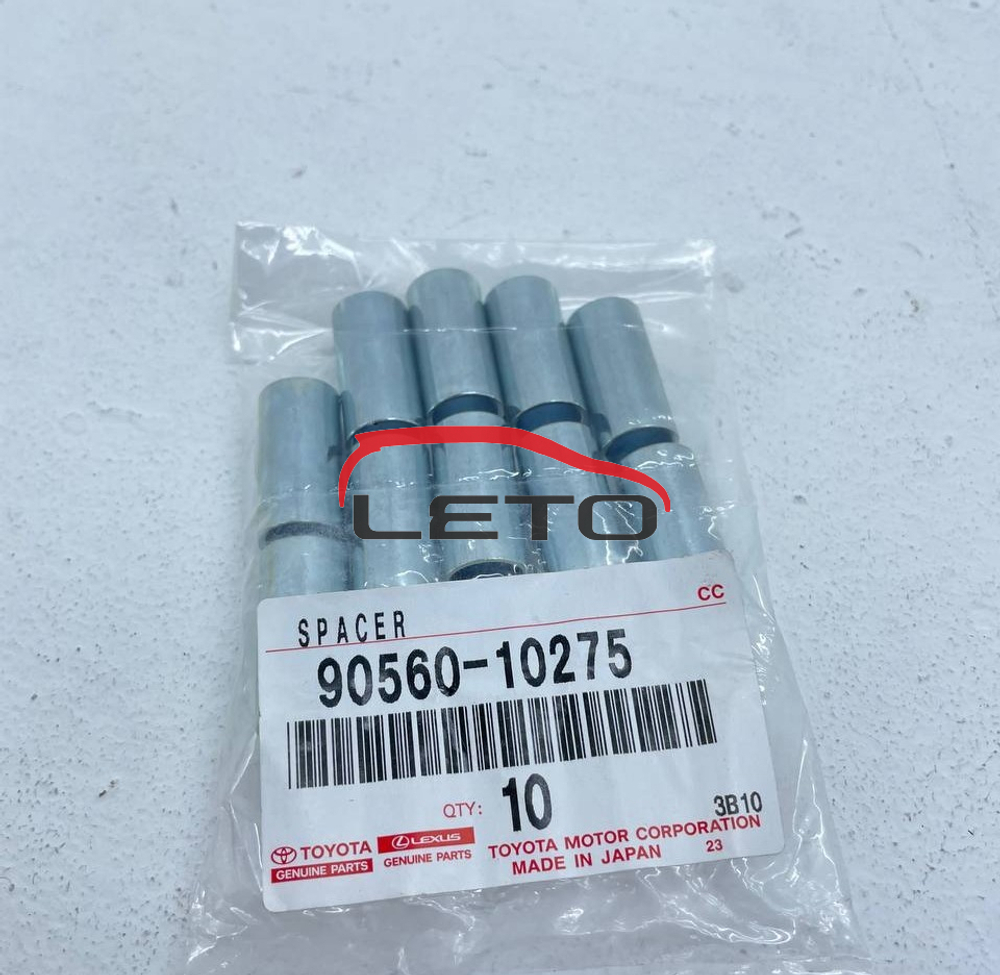 LETO
CC
SPACER
90560-10275
QTY: 10
3B10
TOYOTA
GENUINE PARTS
LEXUS
GENUINE PARTS
TOYOTA MOTOR CORPORATION
MADE IN JAPAN 23